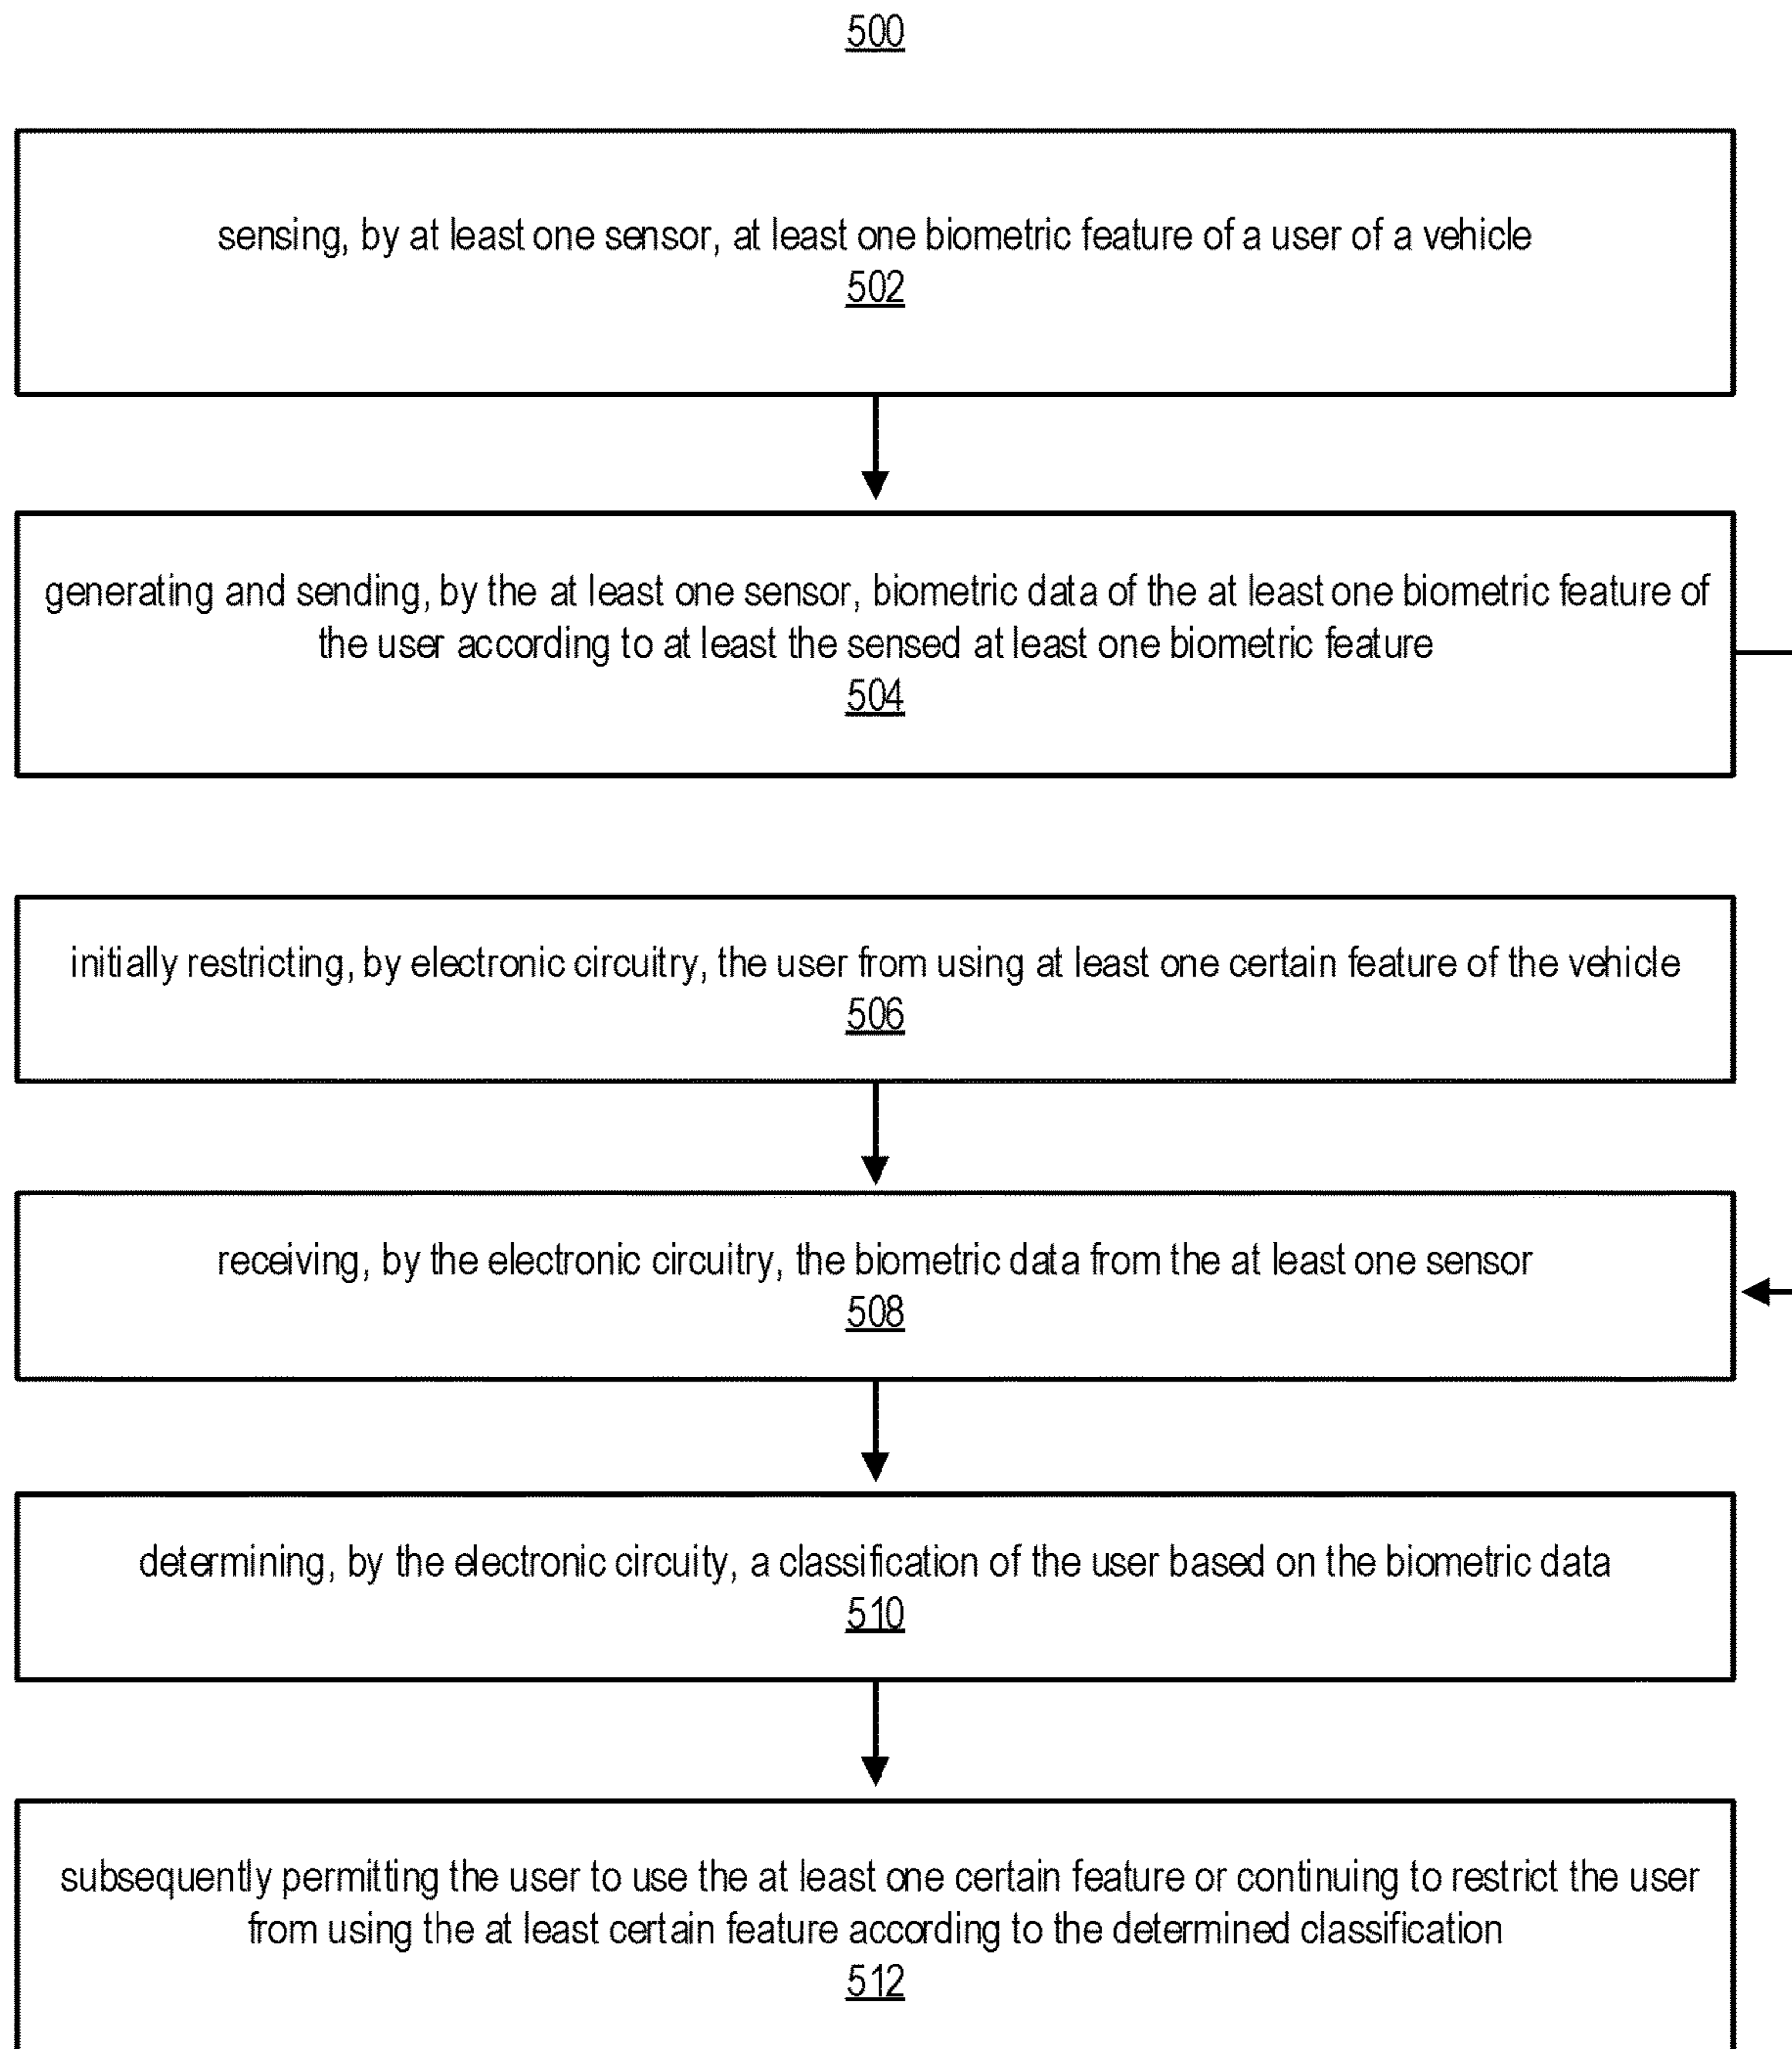 500
sensing, by at least one sensor, at least one biometric feature of a user of a vehicle
502
generating and sending, by the at least one sensor, biometric data of the at least one biometric feature of
the user according to at least the sensed at least one biometric feature
504
initially restricting, by electronic circuitry, the user from using at least one certain feature of the vehicle
506
receiving, by the electronic circuitry, the biometric data from the at least one sensor
508
determining, by the electronic circuity, a classification of the user based on the biometric data
510
subsequently permitting the user to use the at least one certain feature or continuing to restrict the user
from using the at least certain feature according to the determined classification
512